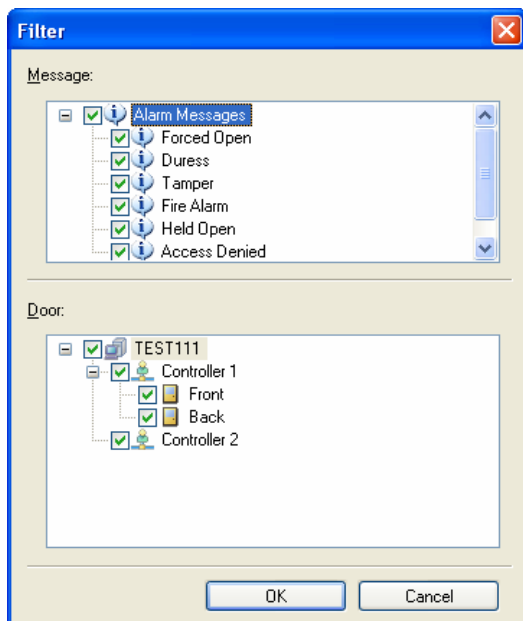 Filter
Message:
Alarm Messages
Forced Open
Duress
Tamper
Fire Alarm
Held Open
Access Denied
Door:
TEST111
Controller 1
Front
Back
Controller 2
OK
Cancel